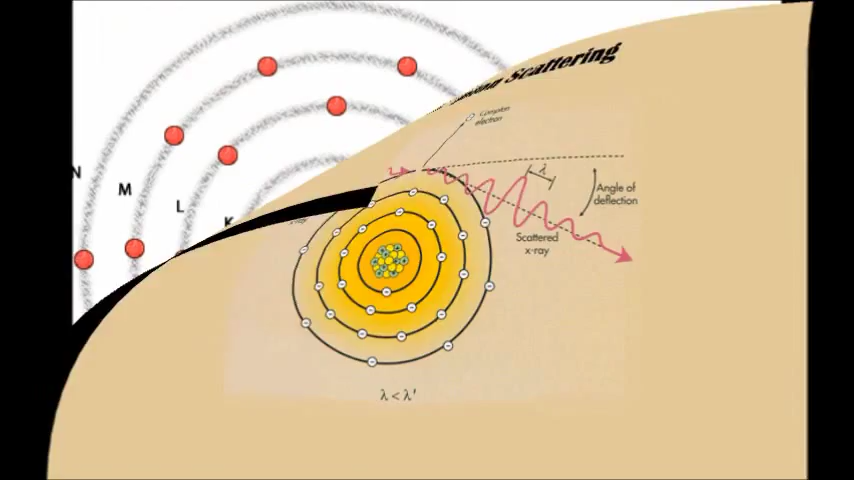 Scattering
Compton
electron
N
M
L
K
λ
Angle of
deflection
Scattered
x-ray
λ < λ'